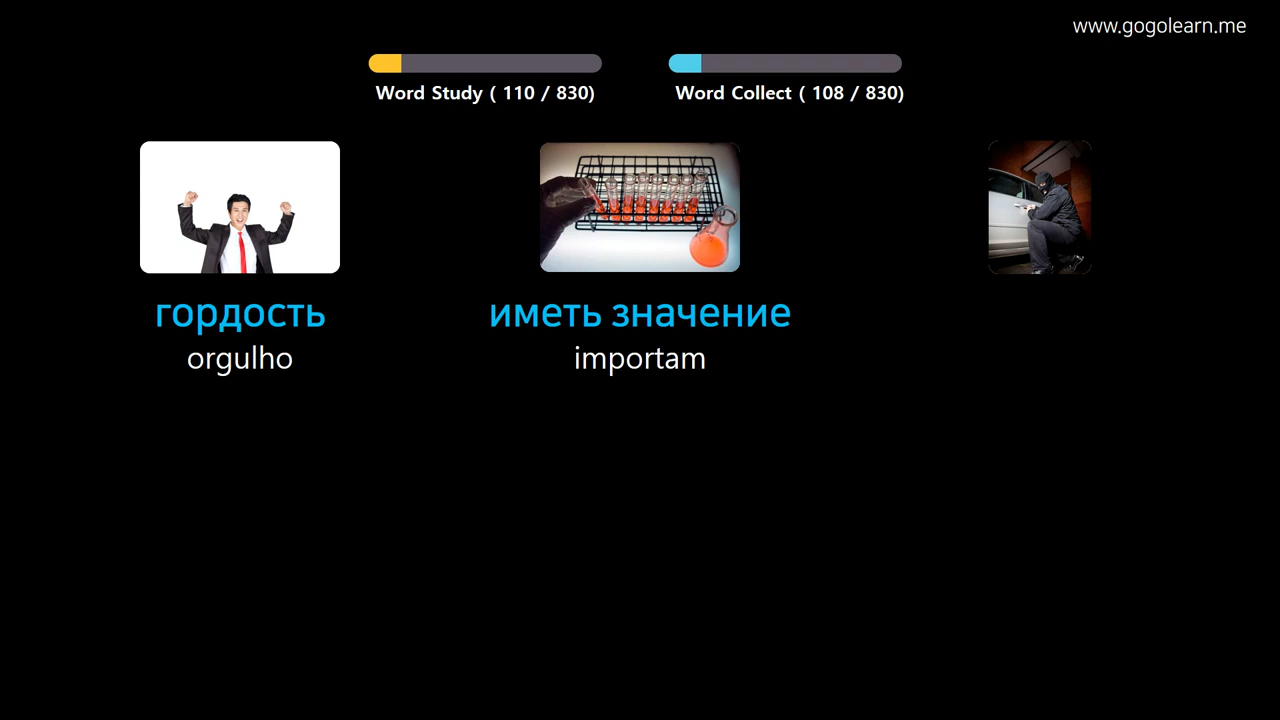 www.gogolearn.me
Word Study ( 110 / 830)
Word Collect ( 108 / 830)
гордость
orgulho
иметь значение
importam